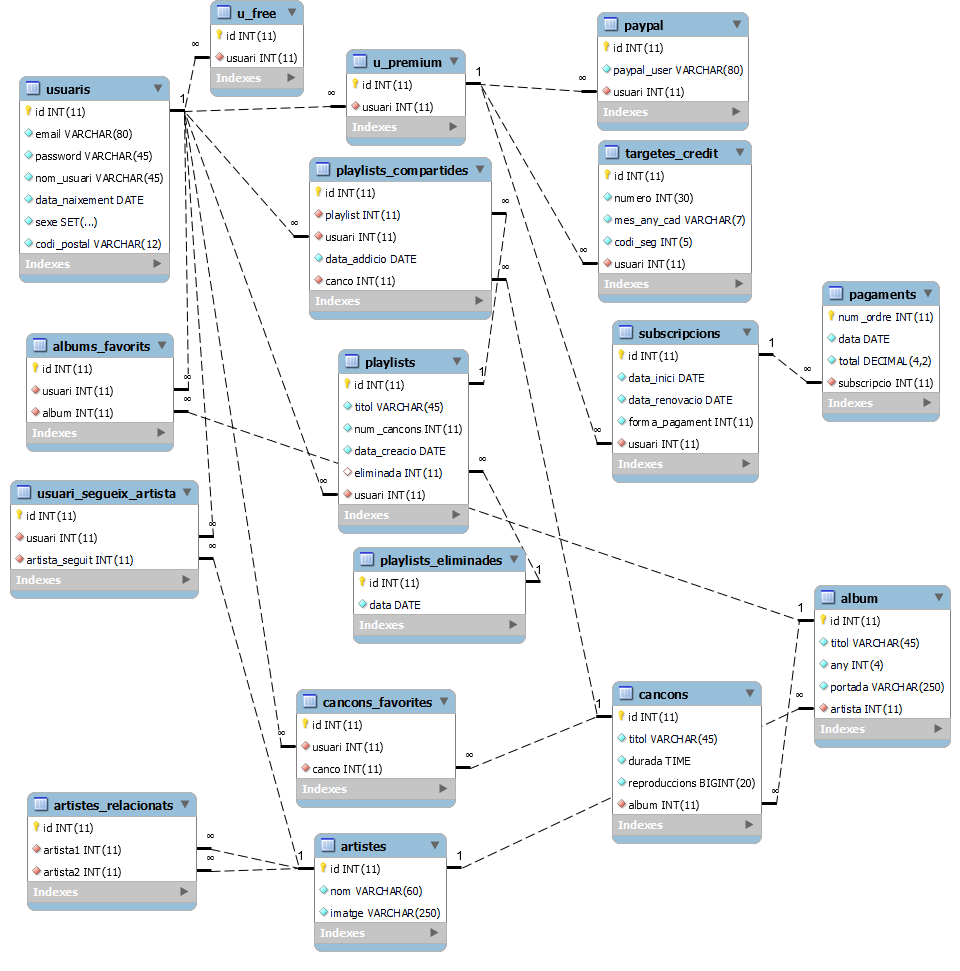 u_free
id INT(11)
usuari INT(11)
Indexes
∞
paypal
id INT(11)
paypal_user VARCHAR(80)
usuari INT(11)
Indexes
∞
u_premium
id INT(11)
usuari INT(11)
Indexes
∞
1
usuaris
id INT(11)
email VARCHAR(80)
password VARCHAR(45)
nom_usuari VARCHAR(45)
data_naixement DATE
sexe SET(...)
codi_postal VARCHAR(12)
Indexes
1
targetes_credit
id INT(11)
numero INT(30)
mes_any_cad VARCHAR(7)
codi_seg INT(5)
usuari INT(11)
Indexes
∞
playlists_compartides
id INT(11)
playlist INT(11)
usuari INT(11)
data_addicio DATE
canco INT(11)
Indexes
∞
∞
∞
pagaments
num_ordre INT(11)
data DATE
total DECIMAL(4,2)
subscripcio INT(11)
Indexes
∞
subscripcions
id INT(11)
data_inici DATE
data_renovacio DATE
forma_pagament INT(11)
usuari INT(11)
Indexes
1
∞
albums_favorits
id INT(11)
usuari INT(11)
album INT(11)
Indexes
∞
∞
playlists
id INT(11)
titol VARCHAR(45)
num_cancons INT(11)
data_creacio DATE
eliminada INT(11)
usuari INT(11)
Indexes
1
∞
∞
usuari_segueix_artista
id INT(11)
usuari INT(11)
artista_seguit INT(11)
Indexes
∞
∞
playlists_eliminades
id INT(11)
data DATE
Indexes
1
album
id INT(11)
titol VARCHAR(45)
any INT(4)
portada VARCHAR(250)
artista INT(11)
Indexes
1
∞
cancons_favorites
id INT(11)
usuari INT(11)
canco INT(11)
Indexes
∞
∞
cancons
id INT(11)
titol VARCHAR(45)
durada TIME
reproduccions BIGINT(20)
album INT(11)
Indexes
1
∞
artistes_relacionats
id INT(11)
artista1 INT(11)
artista2 INT(11)
Indexes
∞
∞
artistes
id INT(11)
nom VARCHAR(60)
imatge VARCHAR(250)
Indexes
1
1